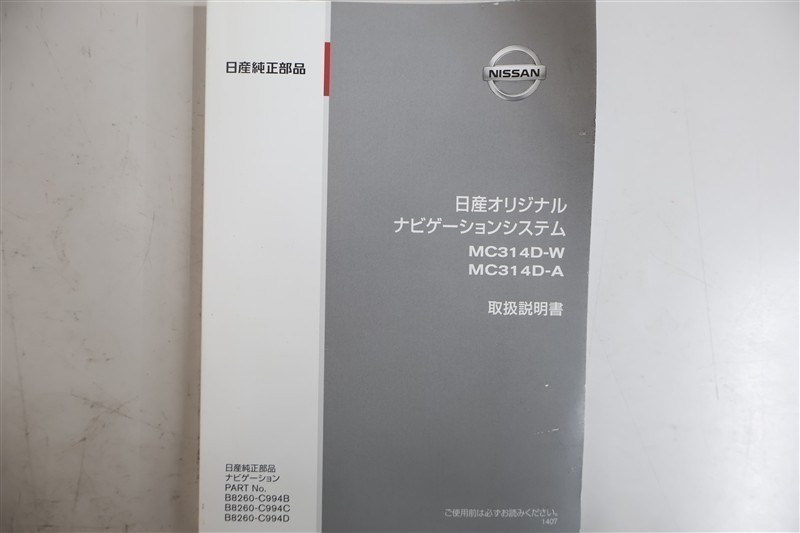 日産純正部品
NISSAN
日産オリジナル
ナビゲーションシステム
MC314D-W
MC314D-A
取扱説明書
日産純正部品
ナビゲーション
PART No.
B8260-C994B
B8260-C994C
B8260-C994D
ご使用前は必ずお読みください。
140T